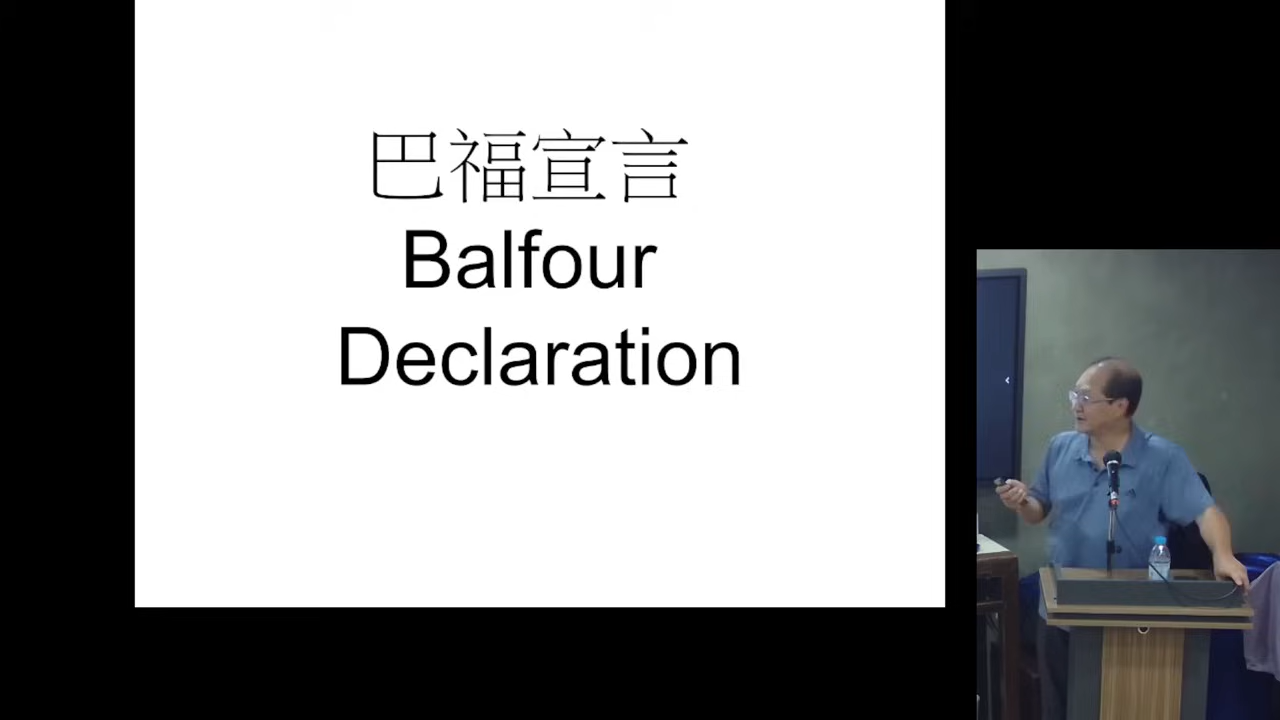 巴福宣言
Balfour
Declaration